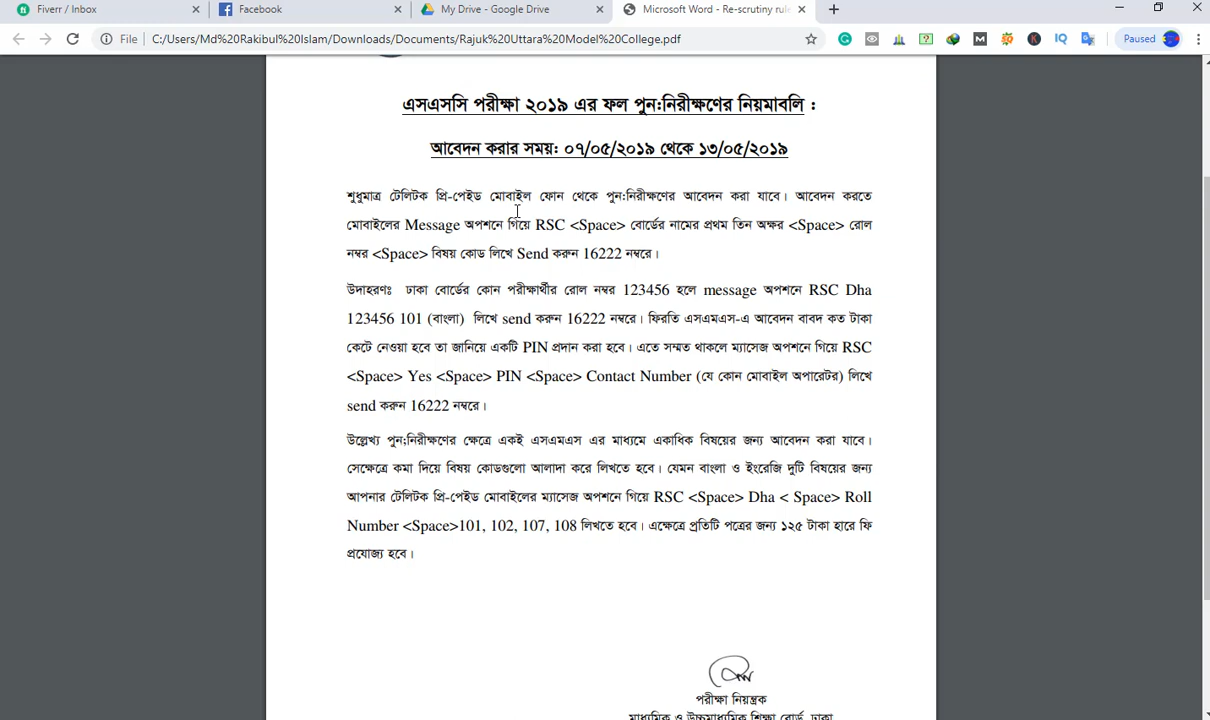 Fiverr / Inbox
Facebook
My Drive - Google Drive
Microsoft Word - Re-scrutiny rule
File
C:/Users/Md%20Rakibul%20Islam/Downloads/Documents/Rajuk%20Uttara%20Model%20College.pdf
Paused
এসএসসি পরীক্ষা ২০১৯ এর ফল পুন:নিরীক্ষণের নিয়মাবলি :
আবেদন করার সময়: ০৭/০৫/২০১৯ থেকে ১৩/০৫/২০১৯
শুধুমাত্র টেলিটক প্রি-পেইড মোবাইল ফোন থেকে পুন:নিরীক্ষণের আবেদন করা যাবে। আবেদন করতে
মোবাইলের Message অপশনে গিয়ে RSC <Space> বোর্ডের নামের প্রথম তিন অক্ষর <Space> রোল
নম্বর <Space> বিষয় কোড লিখে Send করুন 16222 নম্বরে।
উদাহরণঃ ঢাকা বোর্ডের কোন পরীক্ষার্থীর রোল নম্বর 123456 হলে message অপশনে RSC Dha
123456 101 (বাংলা) লিখে send করুন 16222 নম্বরে। ফিরতি এসএমএস-এ আবেদন বাবদ কত টাকা
কেটে নেওয়া হবে তা জানিয়ে একটি PIN প্রদান করা হবে। এতে সম্মত থাকলে ম্যাসেজ অপশনে গিয়ে RSC
<Space> Yes <Space> PIN <Space> Contact Number (যে কোন মোবাইল অপারেটর) লিখে
send করুন 16222 নম্বরে।
উল্লেখ্য পুন:নিরীক্ষণের ক্ষেত্রে একই এসএমএস এর মাধ্যমে একাধিক বিষয়ের জন্য আবেদন করা যাবে।
সেক্ষেত্রে কমা দিয়ে বিষয় কোডগুলো আলাদা করে লিখতে হবে। যেমন বাংলা ও ইংরেজি দুটি বিষয়ের জন্য
আপনার টেলিটক প্রি-পেইড মোবাইলের ম্যাসেজ অপশনে গিয়ে RSC <Space> Dha < Space> Roll
Number <Space>101, 102, 107, 108 লিখতে হবে। এক্ষেত্রে প্রতিটি পত্রের জন্য ১২৫ টাকা হারে ফি
প্রযোজ্য হবে।
পরীক্ষা নিয়ন্ত্রক
মাধ্যমিক ও উচ্চমাধ্যমিক শিক্ষা বোর্ড, ঢাকা